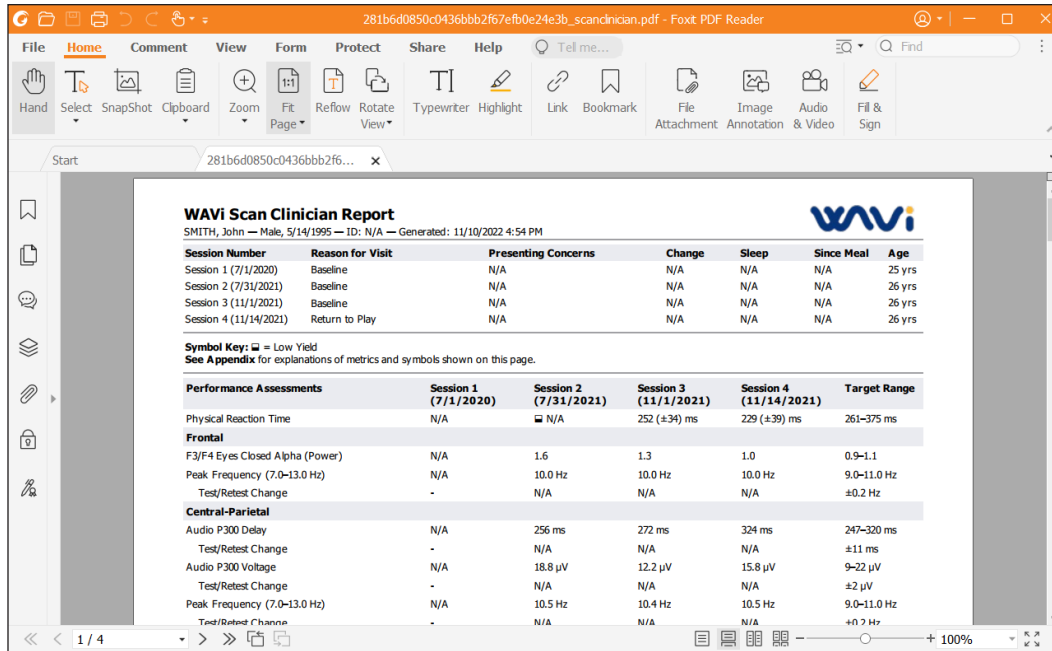 281b6d0850c0436bbb2f67efb0e24e3b_scanclinician.pdf - Foxit PDF Reader
File Home Comment View Form Protect Share Help Tell me... Find
Hand Select SnapShot Clipboard Zoom Fit Page Reflow Rotate View Typewriter Highlight Link Bookmark File Attachment Image Annotation Audio & Video Fill & Sign
Start 281b6d0850c0436bbb2f6... x
WAVi Scan Clinician Report
WAVi
SMITH, John — Male, 5/14/1995 — ID: N/A — Generated: 11/10/2022 4:54 PM
Session Number Reason for Visit Presenting Concerns Change Sleep Since Meal Age
Session 1 (7/1/2020) Baseline N/A N/A N/A N/A 25 yrs
Session 2 (7/31/2021) Baseline N/A N/A N/A N/A 26 yrs
Session 3 (11/1/2021) Baseline N/A N/A N/A N/A 26 yrs
Session 4 (11/14/2021) Return to Play N/A N/A N/A N/A 26 yrs
Symbol Key: = Low Yield
See Appendix for explanations of metrics and symbols shown on this page.
Performance Assessments Session 1 (7/1/2020) Session 2 (7/31/2021) Session 3 (11/1/2021) Session 4 (11/14/2021) Target Range
Physical Reaction Time N/A N/A 252 (±34) ms 229 (±39) ms 261–375 ms
Frontal
F3/F4 Eyes Closed Alpha (Power) N/A 1.6 1.3 1.0 0.9–1.1
Peak Frequency (7.0–13.0 Hz) N/A 10.0 Hz 10.0 Hz 10.0 Hz 9.0–11.0 Hz
Test/Retest Change - N/A N/A N/A ±0.2 Hz
Central-Parietal
Audio P300 Delay N/A 256 ms 272 ms 324 ms 247–320 ms
Test/Retest Change - N/A N/A N/A ±11 ms
Audio P300 Voltage N/A 18.8 µV 12.2 µV 15.8 µV 9–22 µV
Test/Retest Change - N/A N/A N/A ±2 µV
Peak Frequency (7.0–13.0 Hz) N/A 10.5 Hz 10.4 Hz 10.5 Hz 9.0–11.0 Hz
Test/Retest Change - N/A N/A N/A ±0.2 Hz
1 / 4 100%